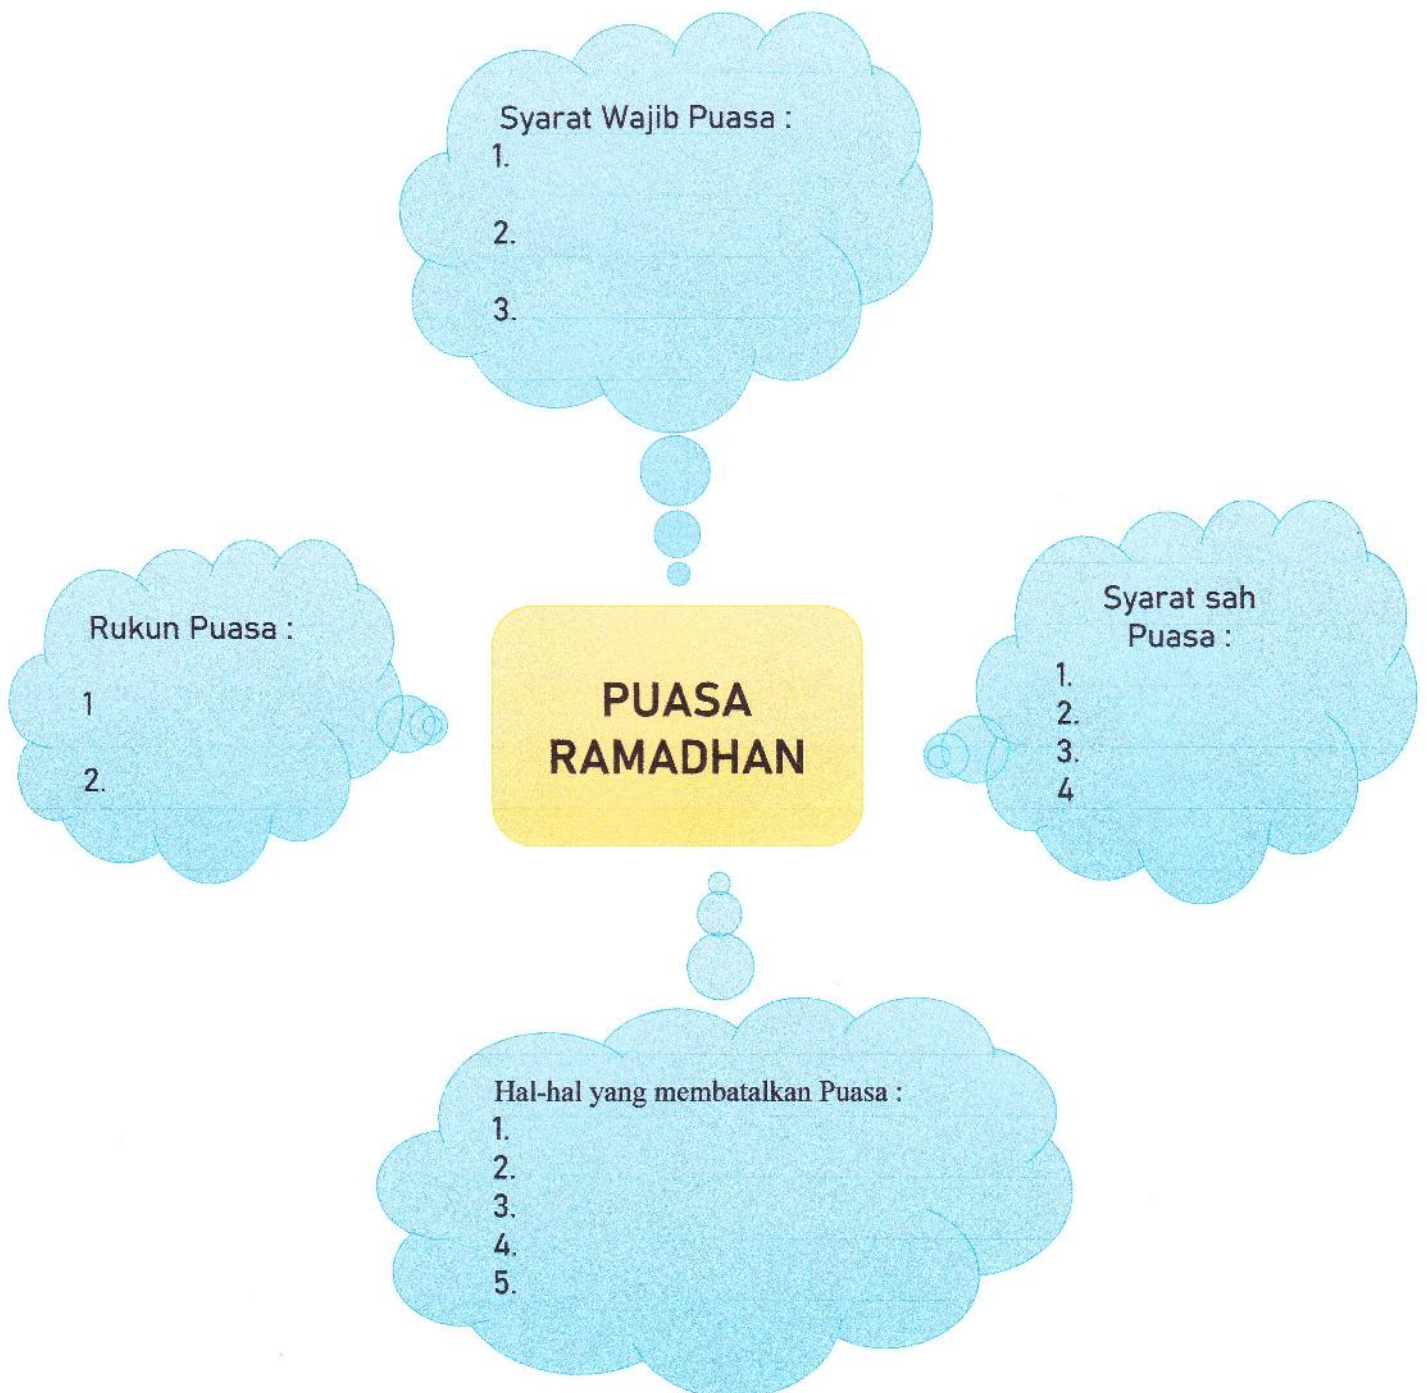 Syarat Wajib Puasa :
1.
2.
3.
Rukun Puasa :
1
2.
PUASA
RAMADHAN
Syarat sah
Puasa :
1.
2.
3.
4
Hal-hal yang membatalkan Puasa :
1.
2.
3.
4.
5.